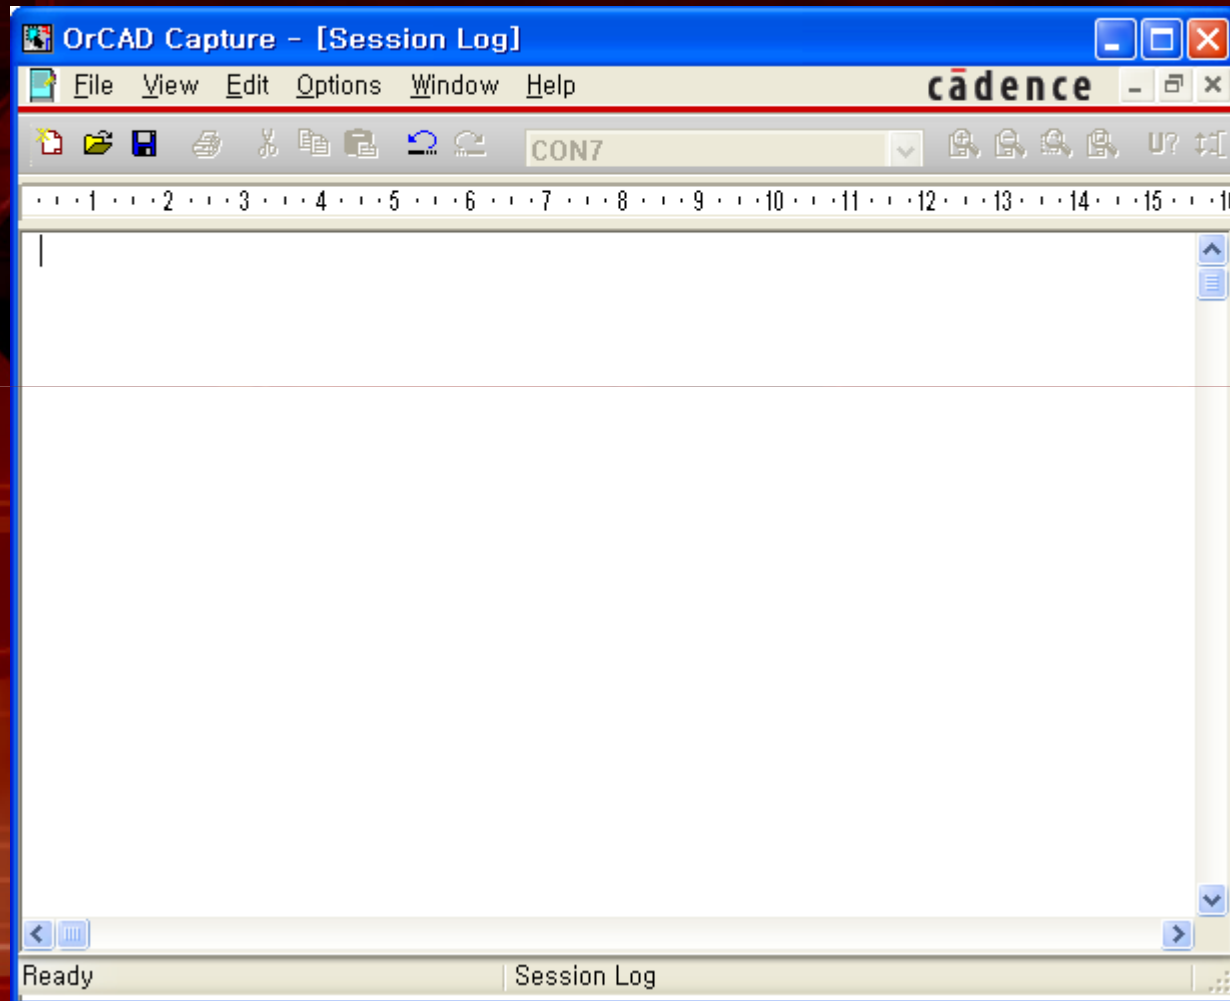 OrCAD Capture - [Session Log]
File View Edit Options Window Help cādence
CON7 U?
1 2 3 4 5 6 7 8 9 10 11 12 13 14 15
Ready Session Log